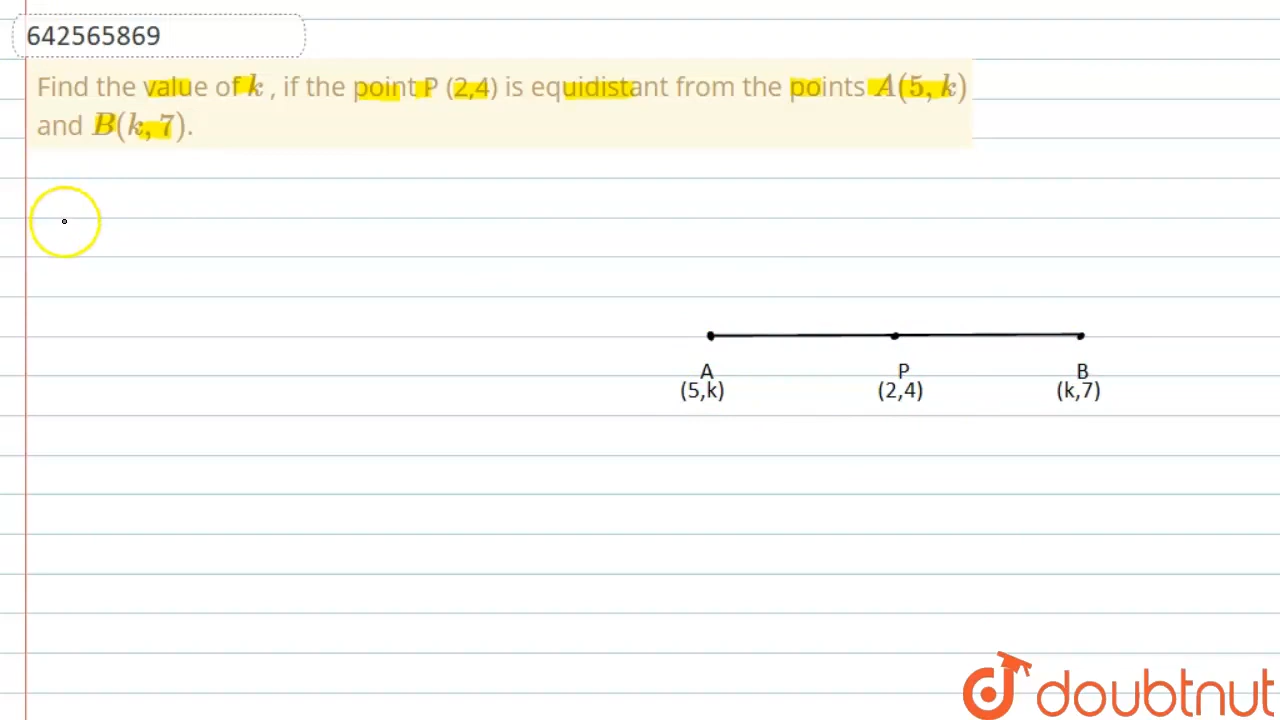 642565869
Find the value of k , if the point P (2,4) is equidistant from the points A(5, k)
and B(k, 7).
A P B
(5,k) (2,4) (k,7)
doubtnut